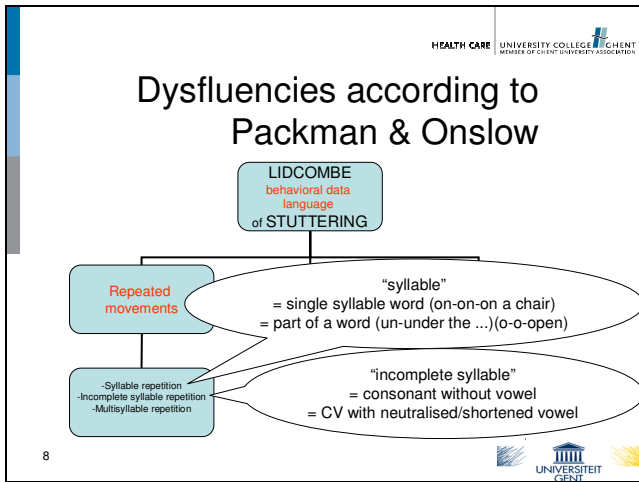 HEALTH CARE
UNIVERSITY COLLEGE GHENT
MEMBER OF GHENT UNIVERSITY ASSOCIATION
Dysfluencies according to
Packman & Onslow
LIDCOMBE
behavioral data
language
of STUTTERING
Repeated
movements
“syllable”
= single syllable word (on-on-on a chair)
= part of a word (un-under the ...)(o-o-open)
-Syllable repetition
-Incomplete syllable repetition
-Multisyllable repetition
“incomplete syllable”
= consonant without vowel
= CV with neutralised/shortened vowel
8
UNIVERSITEIT
GENT